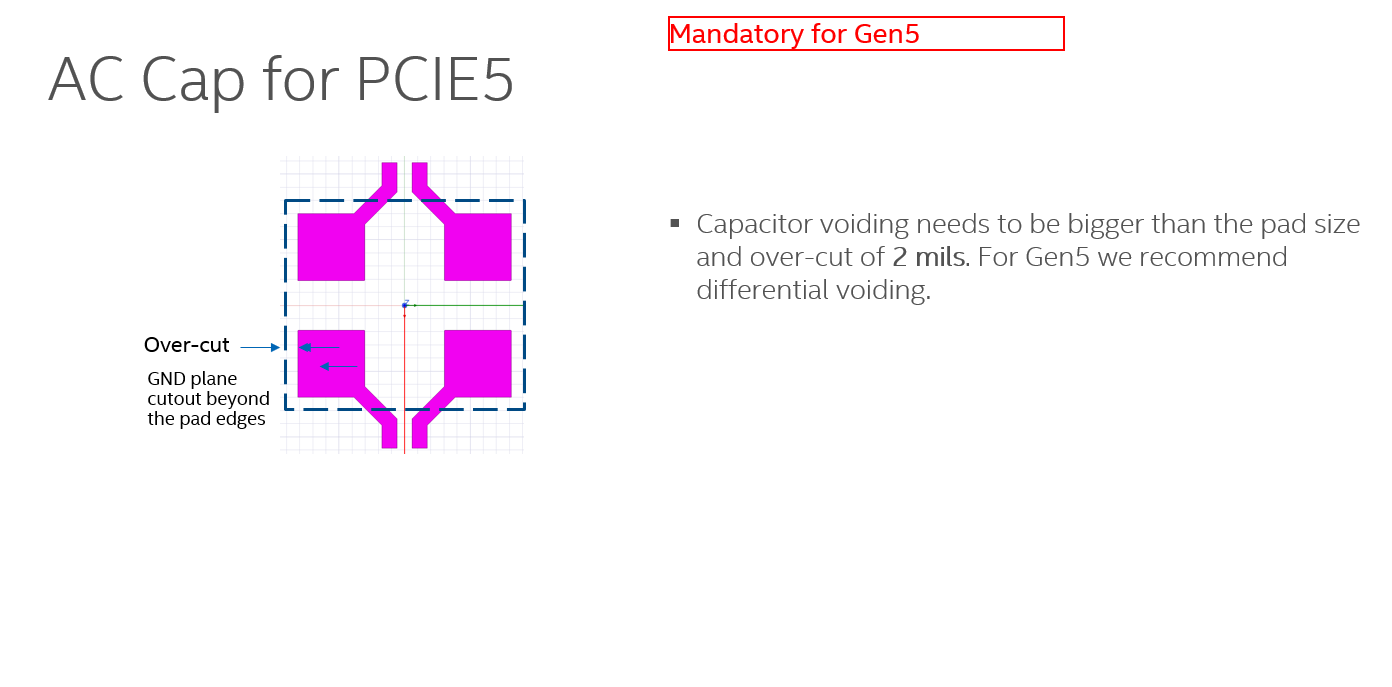 Mandatory for Gen5
AC Cap for PCIE5
▪ Capacitor voiding needs to be bigger than the pad size
and over-cut of 2 mils. For Gen5 we recommend
differential voiding.
Z
Over-cut
GND plane
cutout beyond
the pad edges